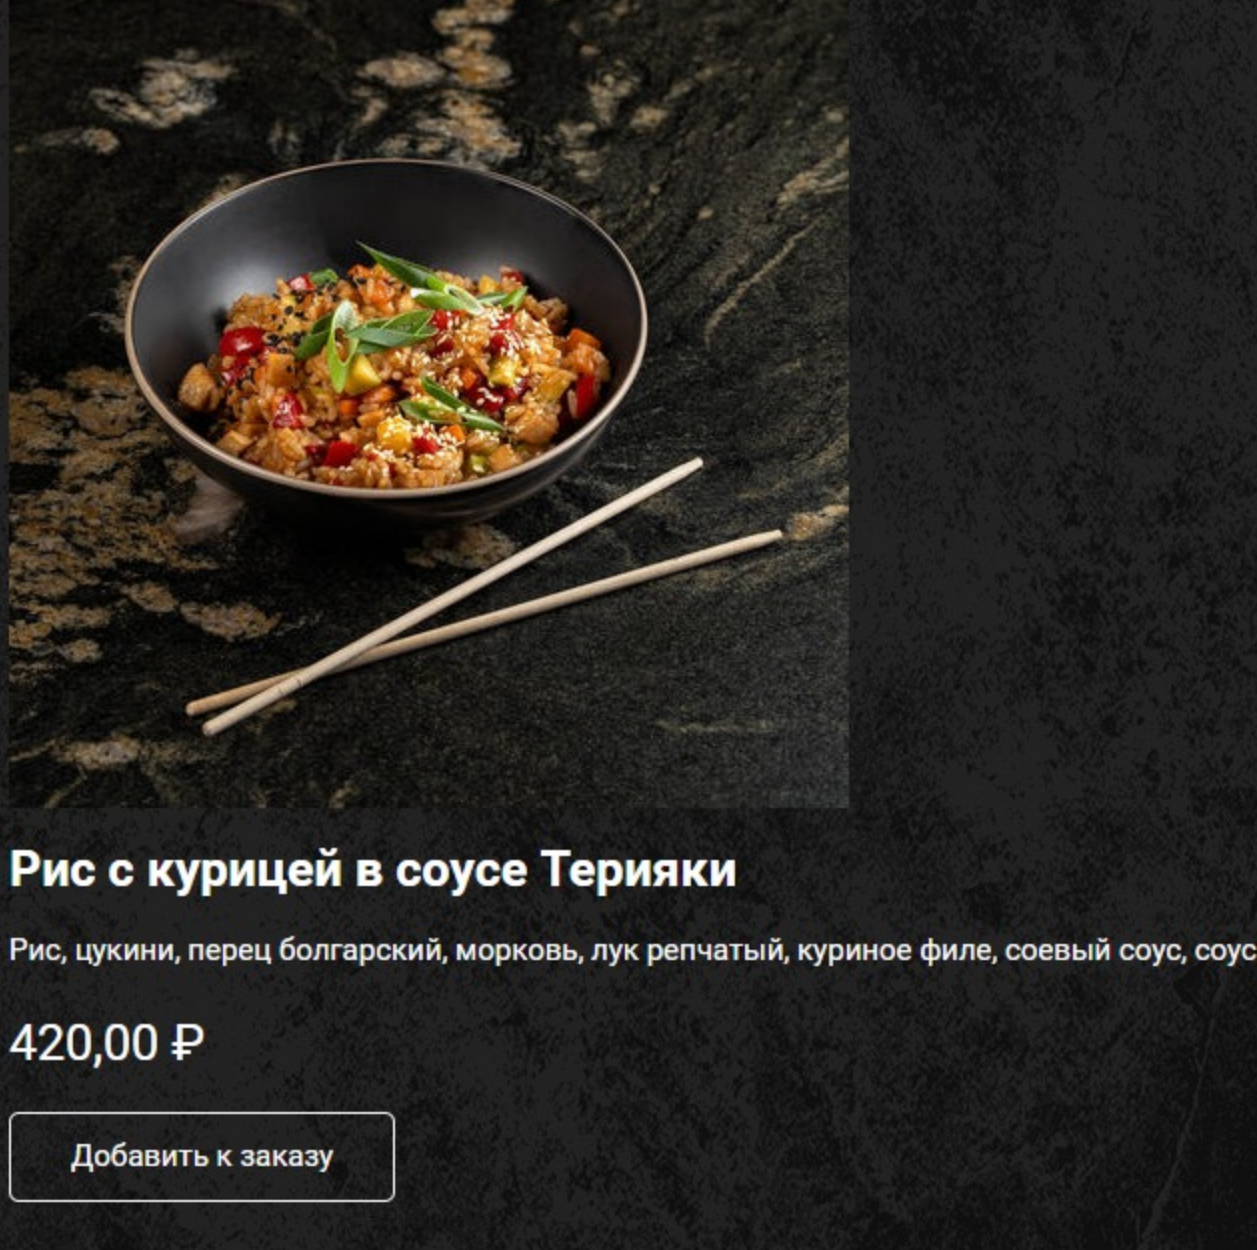 Рис с курицей в соусе Терияки
Рис, цукини, перец болгарский, морковь, лук репчатый, куриное филе, соевый соус, соус
420,00 ₽
Добавить к заказу